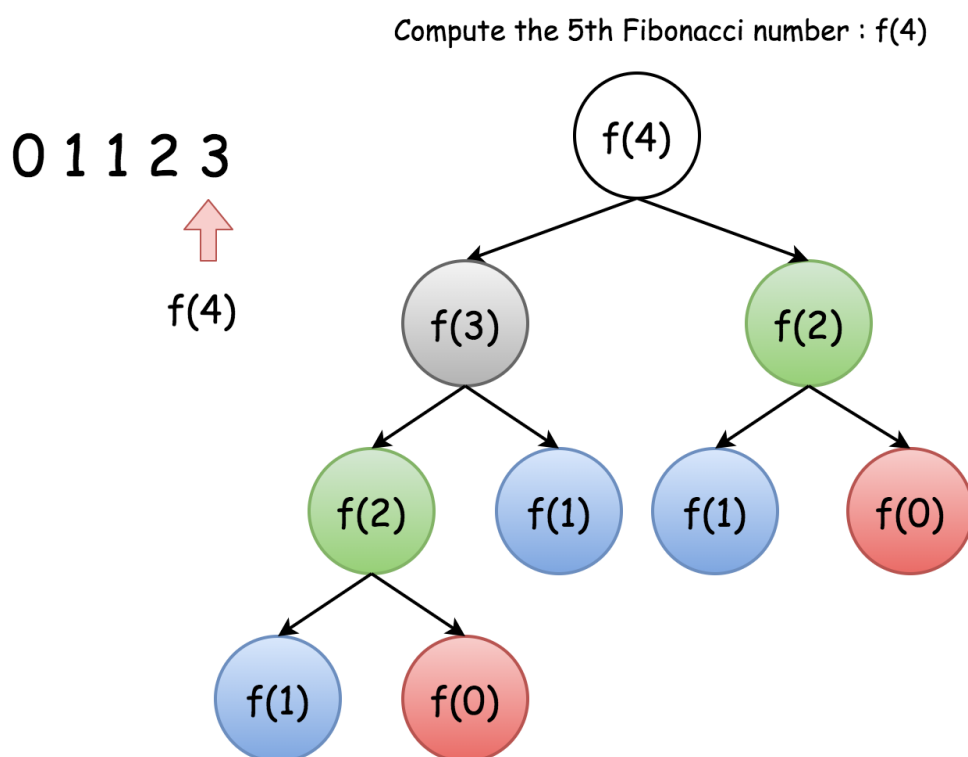 Compute the 5th Fibonacci number : f(4)
0 1 1 2 3
f(4)
f(4)
f(3)
f(2)
f(2)
f(1)
f(1)
f(0)
f(1)
f(0)